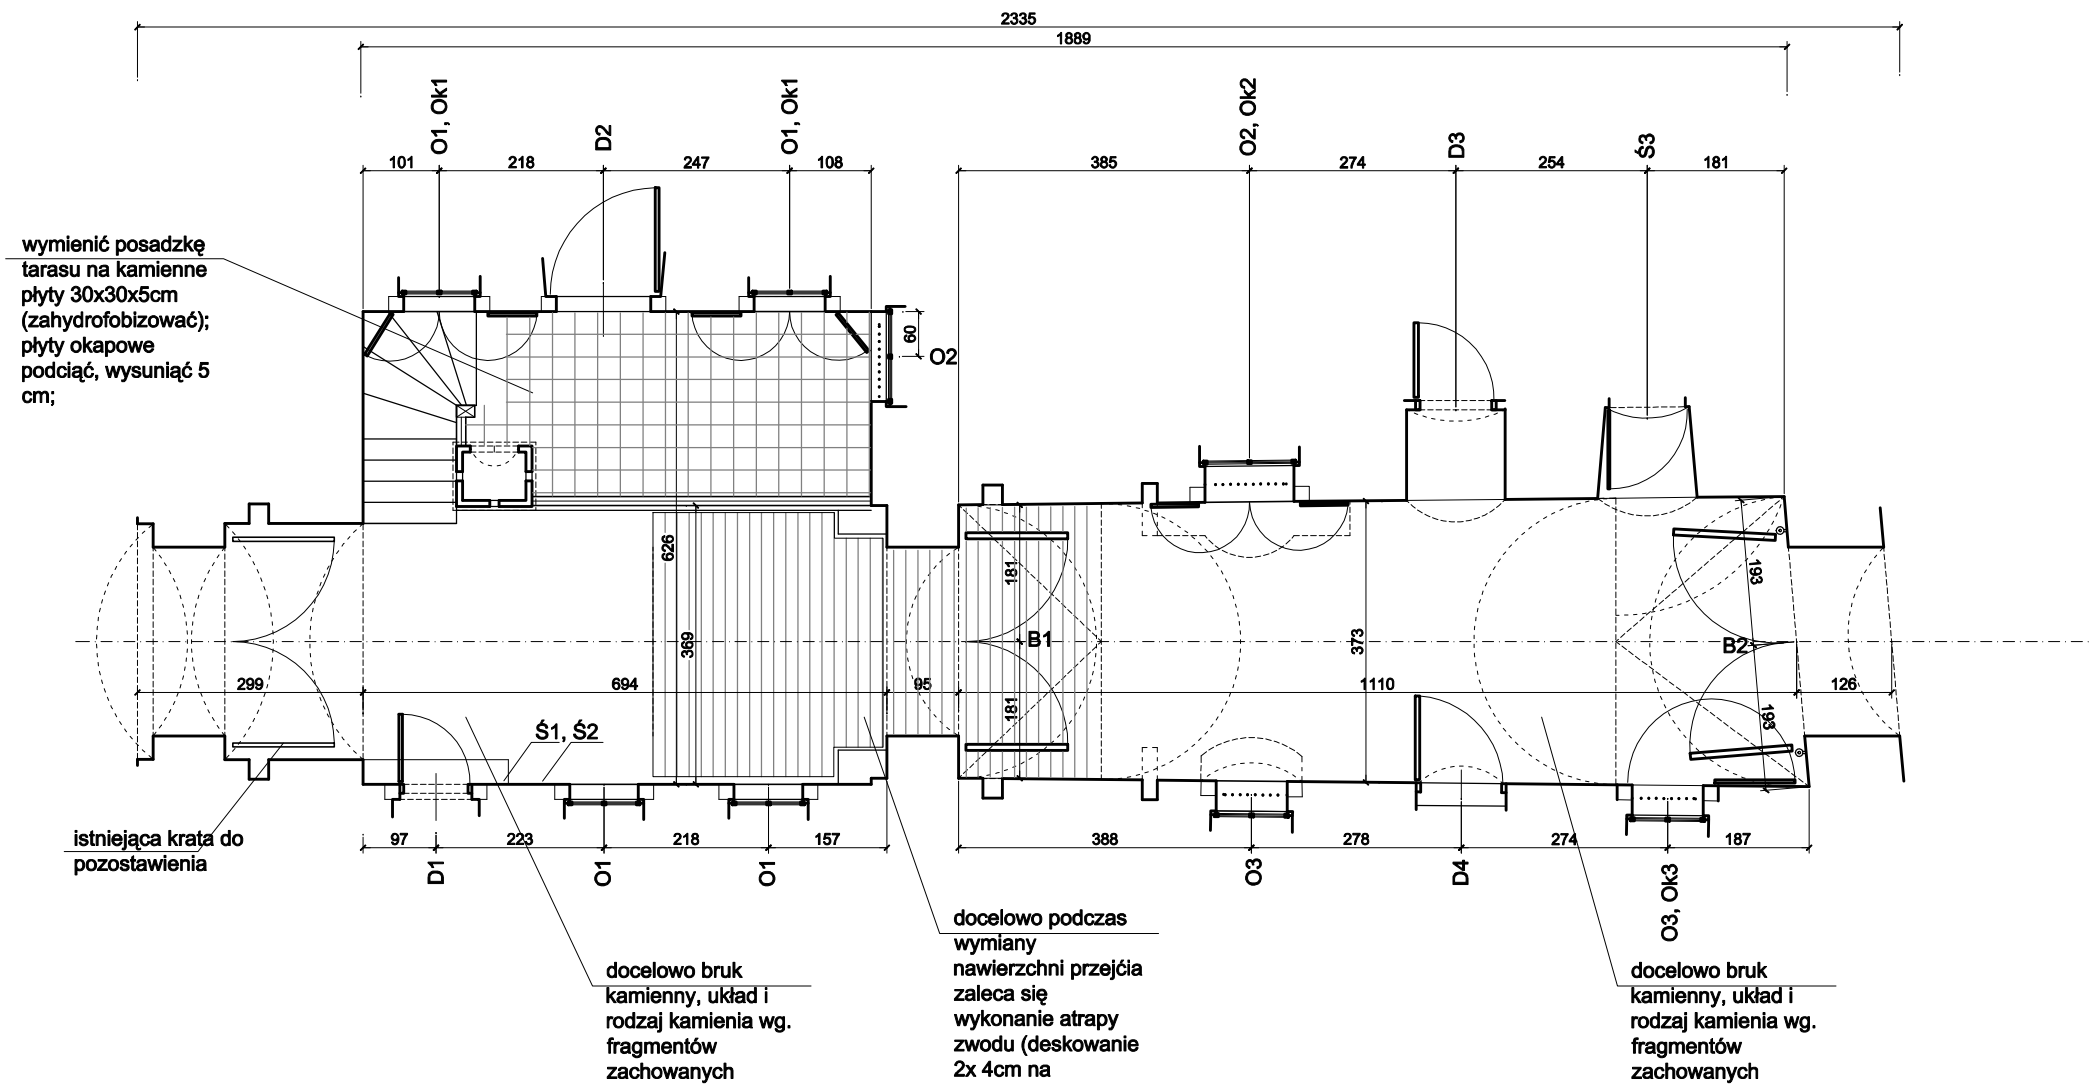 2335
1889
O1, Ok1
D2
O1, Ok1
O2, Ok2
D3
Ś3
101
218
247
108
385
274
254
181
wymienić posadzkę
tarasu na kamienne
płyty 30x30x5cm
(zahydrofobizować);
płyty okapowe
podciąć, wysunąć 5
cm;
60
O2
626
369
181
B1
181
373
193
B2
193
299
694
95
1110
126
Ś1, Ś2
istniejąca krata do
pozostawienia
97
223
218
157
388
278
274
187
D1
O1
O1
O3
D4
O3, Ok3
docelowo bruk
kamienny, układ i
rodzaj kamienia wg.
fragmentów
zachowanych
docelowo podczas
wymiany
nawierzchni przejćia
zaleca się
wykonanie atrapy
zwodu (deskowanie
2x 4cm na
docelowo bruk
kamienny, układ i
rodzaj kamienia wg.
fragmentów
zachowanych